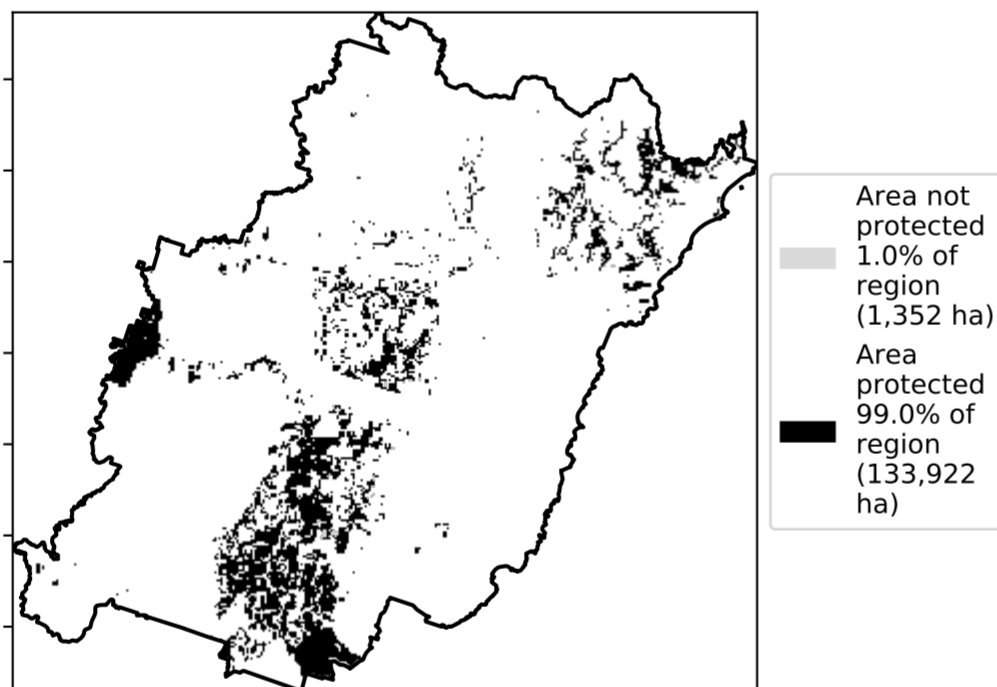 Area not
protected
1.0% of
region
(1,352 ha)
Area
protected
99.0% of
region
(133,922
ha)